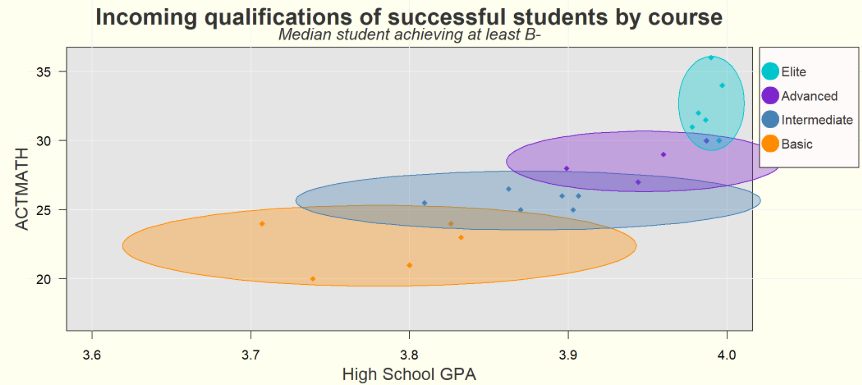 Incoming qualifications of successful students by course
Median student achieving at least B-
ACTMATH
35
30
25
20
3.6 3.7 3.8 3.9 4.0
High School GPA
Elite
Advanced
Intermediate
Basic